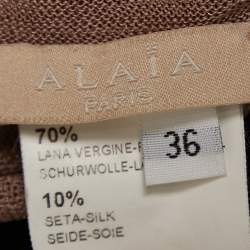 ALAÏA
PARIS
70%
LANA VERGINE-
SCHURWOLLE-
36
10%
SETA-SILK
SEIDE-SOIE